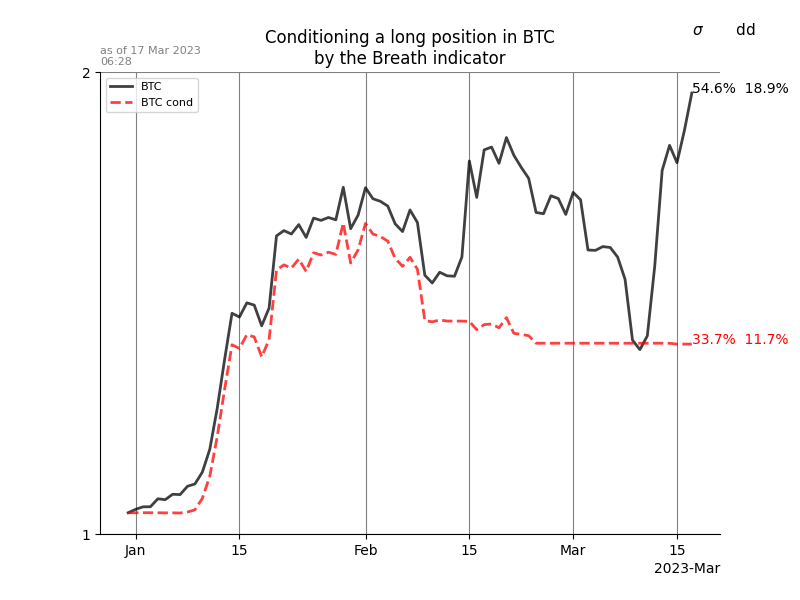 σ dd
Conditioning a long position in BTC
by the Breath indicator
as of 17 Mar 2023
06:28
2
BTC
BTC cond
54.6% 18.9%
33.7% 11.7%
1
Jan 15 Feb 15 Mar 15
2023-Mar